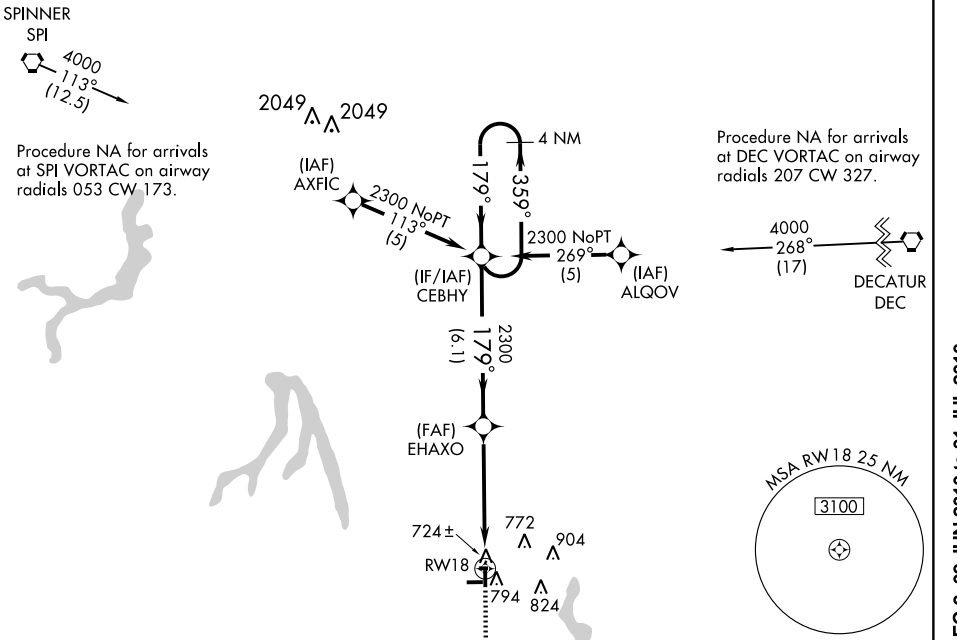 SPINNER
SPI
4000
113°
(12.5)
Procedure NA for arrivals
at SPI VORTAC on airway
radials 053 CW 173.
2049
2049
(IAF)
AXFIC
2300 NoPT
113°
(5)
4 NM
179°
359°
(IF/IAF)
CEBHY
2300 NoPT
269°
(5)
(IAF)
ALQOV
Procedure NA for arrivals
at DEC VORTAC on airway
radials 207 CW 327.
4000
268°
(17)
DECATUR
DEC
2300
179°
(6.1)
(FAF)
EHAXO
724±
772
904
RW18
794
824
MSA RW18 25 NM
3100